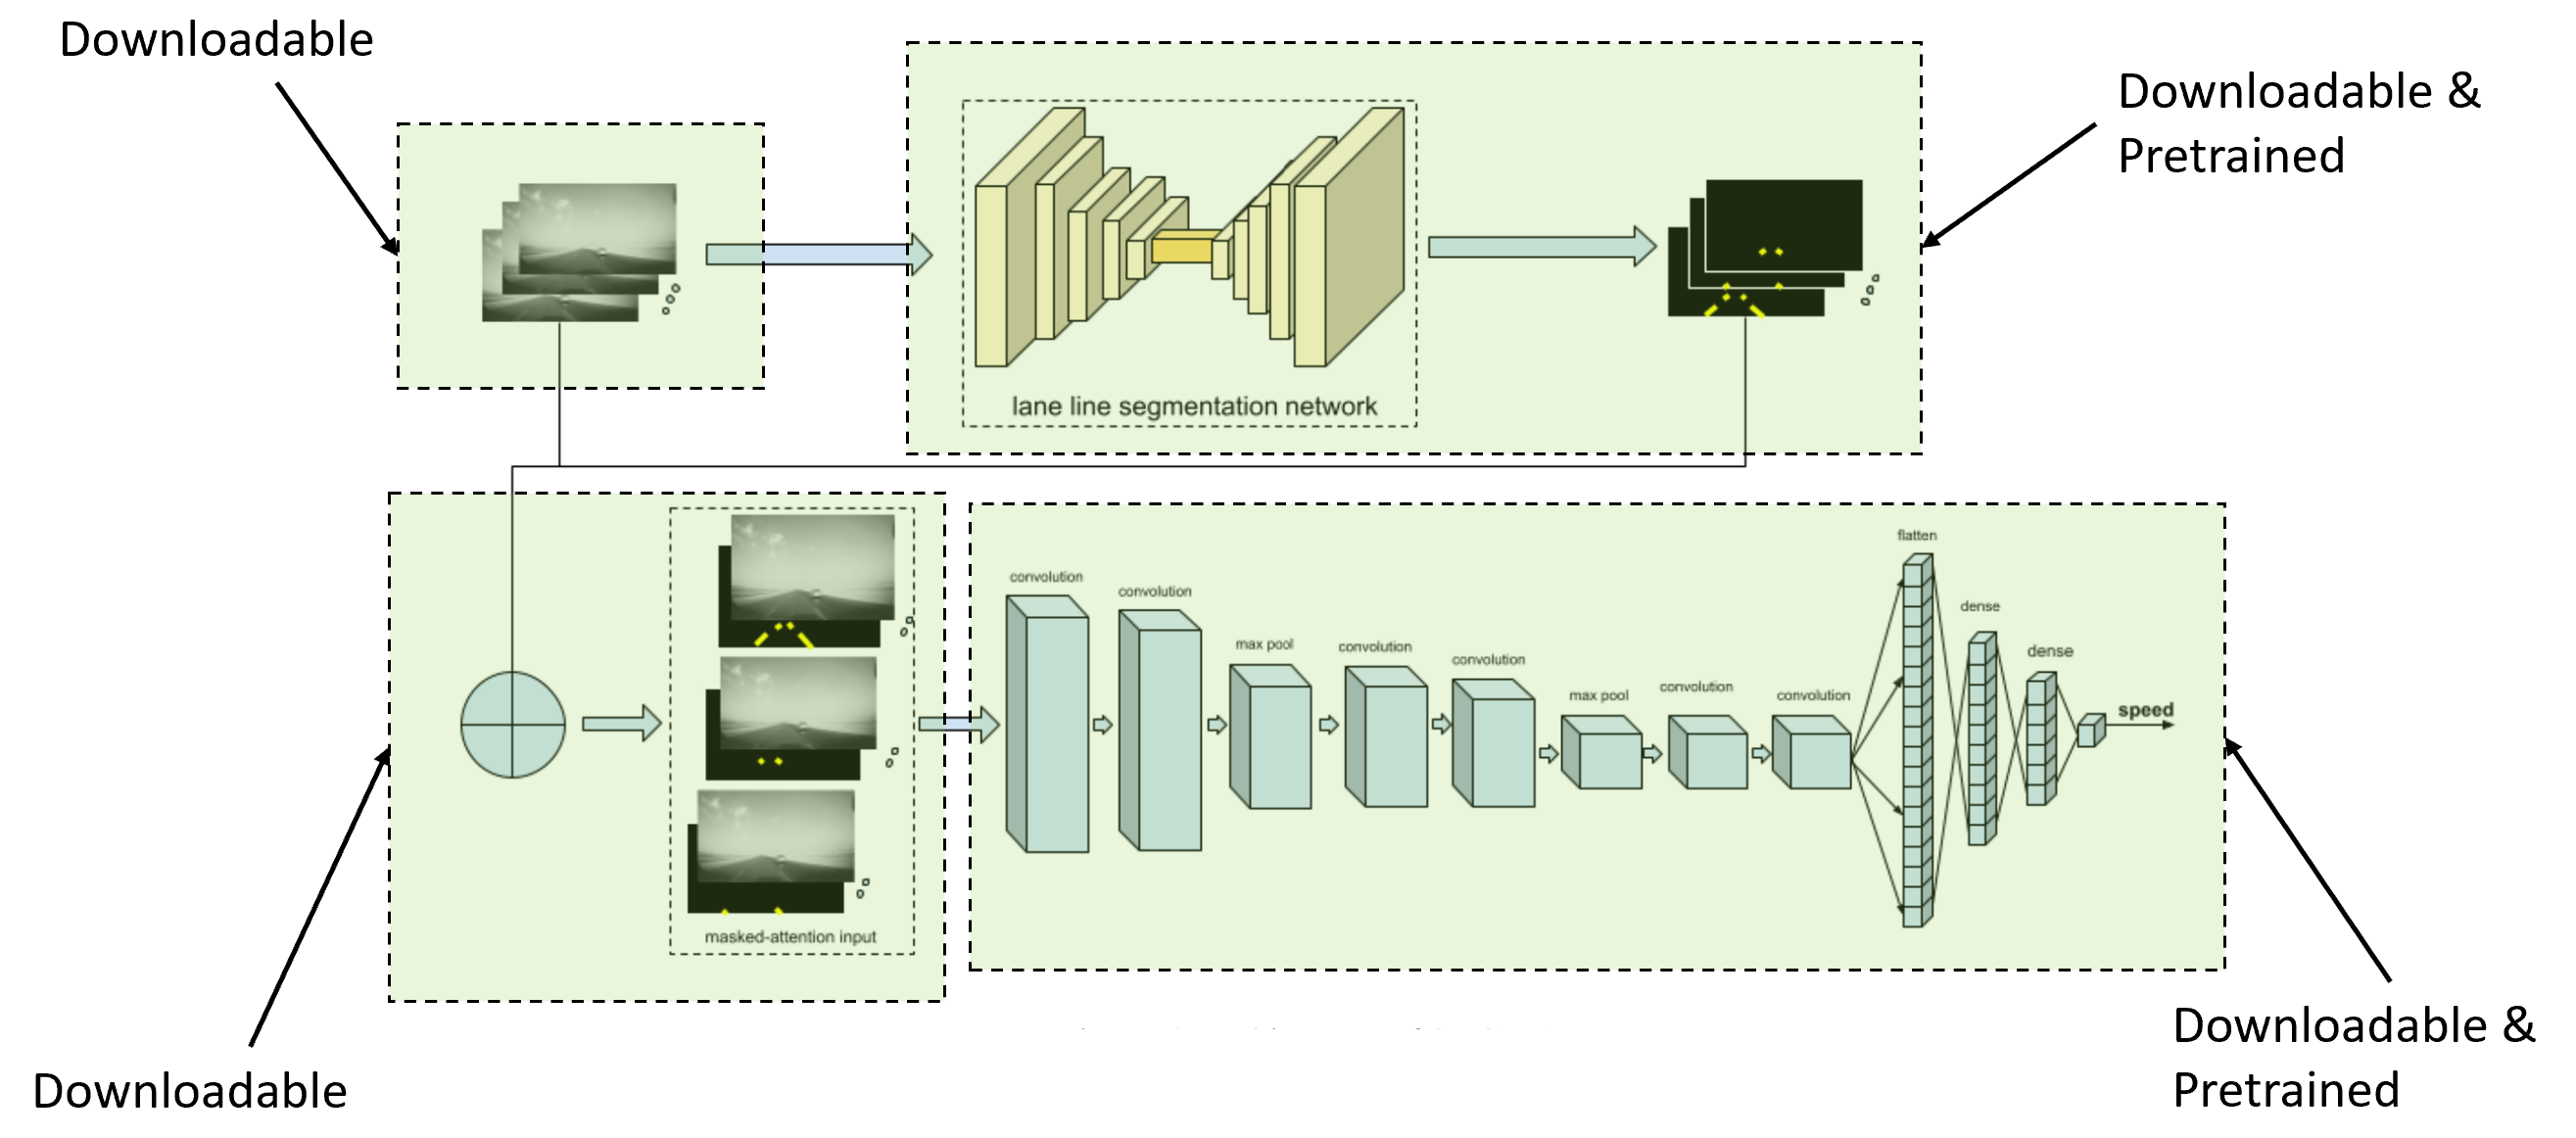 Downloadable
Downloadable &
Pretrained
lane line segmentation network
flatten
convolution
convolution
dense
max pool
convolution
convolution
dense
max pool
convolution
convolution
speed
masked-attention input
Downloadable
Downloadable &
Pretrained